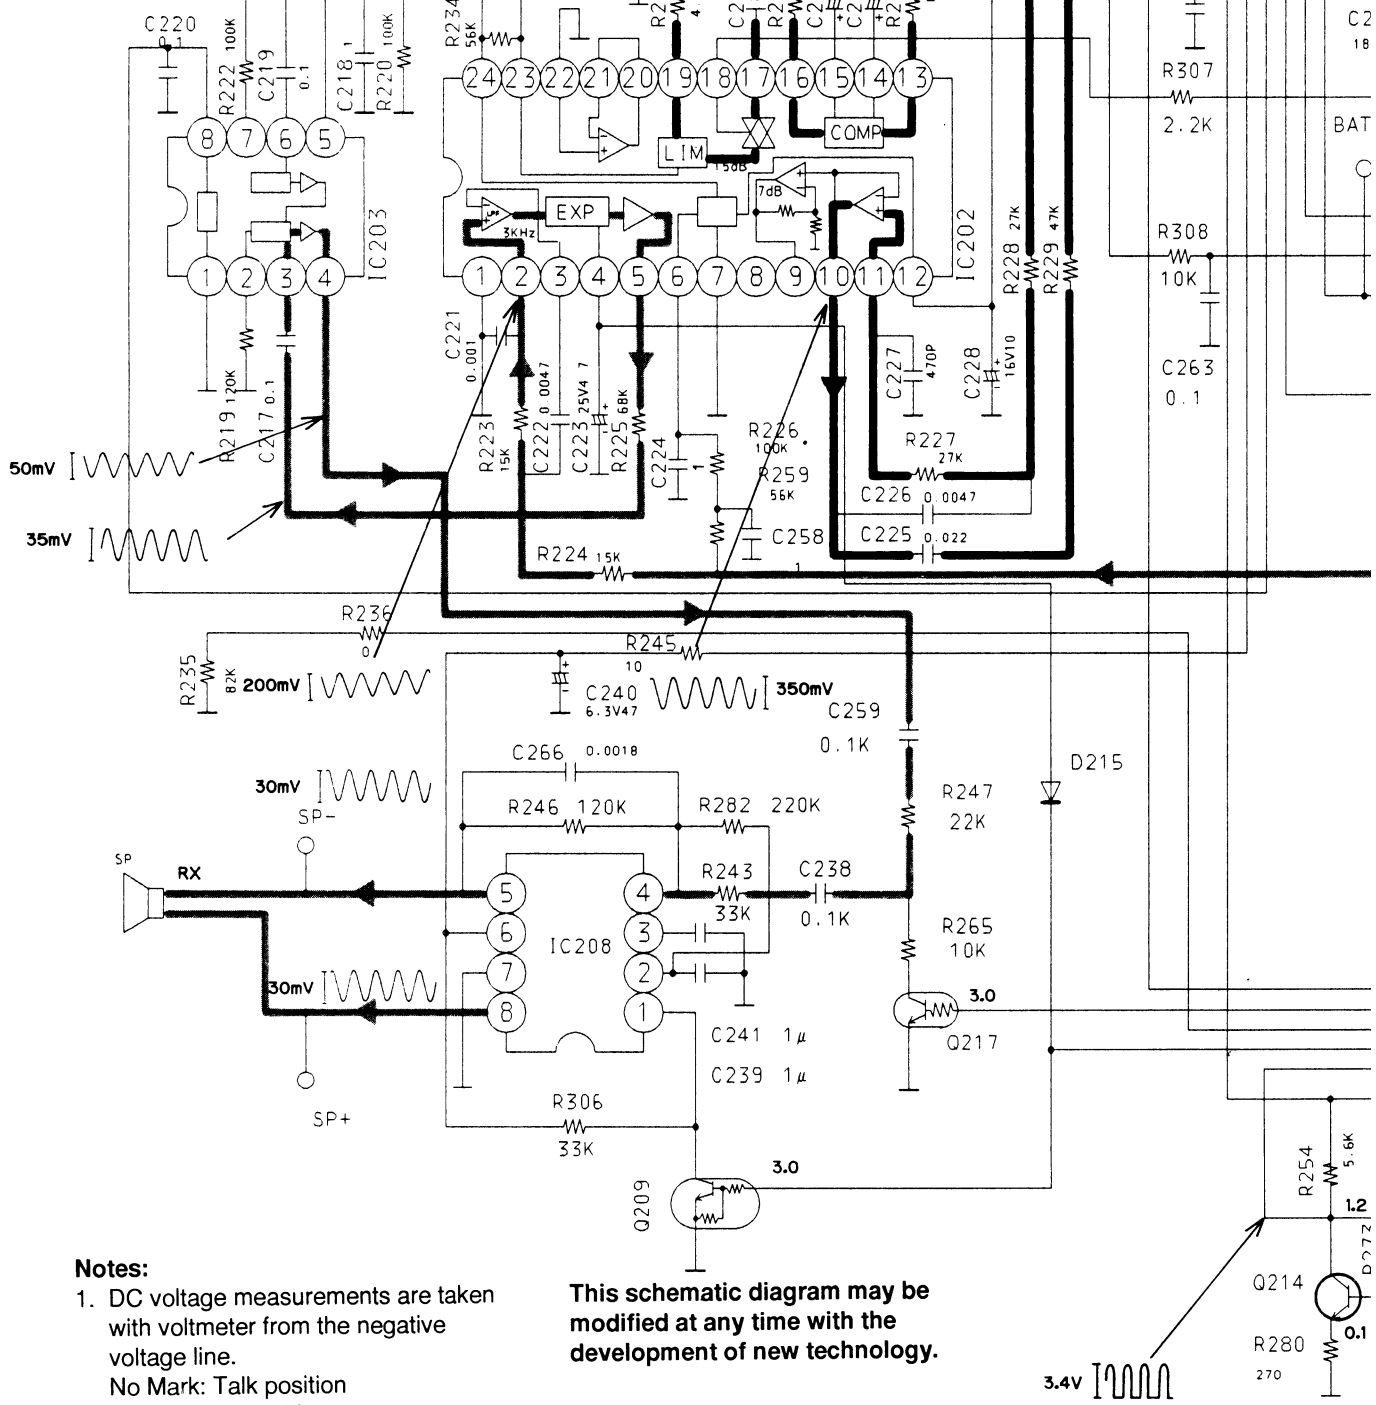 C220
0.1
R222 100K
C219
0.1
C218 1
R220 100K
R234
56K
24 23 22 21 20 19 18 17 16 15 14 13
8 7 6 5
LIM
15dB
COMP
7dB
LPF
3KHz
EXP
IC203
IC202
1 2 3 4
1 2 3 4 5 6 7 8 9 10 11 12
R228 27K
R229 47K
R307
2.2K
BAT
R308
10K
C263
0.1
C2
18
R219 120K
C217 0.1
C221
0.001
R223
15K
C222 0.0047
C223 25V4 7
R225 68K
C224
1
R226
100K
R259
56K
C258
1
C227
470P
C228
16V10
R227
27K
C226 0.0047
C225 0.022
50mV
35mV
R224 15K
R236
0
R235
82K
200mV
R245
10
C240
6.3V47
350mV
C259
0.1K
C266 0.0018
30mV
SP-
R246 120K
R282 220K
R247
22K
D215
SP
RX
5 4
6 3
7 2
8 1
IC208
R243
33K
C238
0.1K
R265
10K
30mV
3.0
Q217
C241 1μ
C239 1μ
SP+
R306
33K
Q209
3.0
R254
5.6K
1.2
R273
Q214
0.1
R280
270
3.4V
Notes:
1. DC voltage measurements are taken
with voltmeter from the negative
voltage line.
No Mark: Talk position
This schematic diagram may be
modified at any time with the
development of new technology.